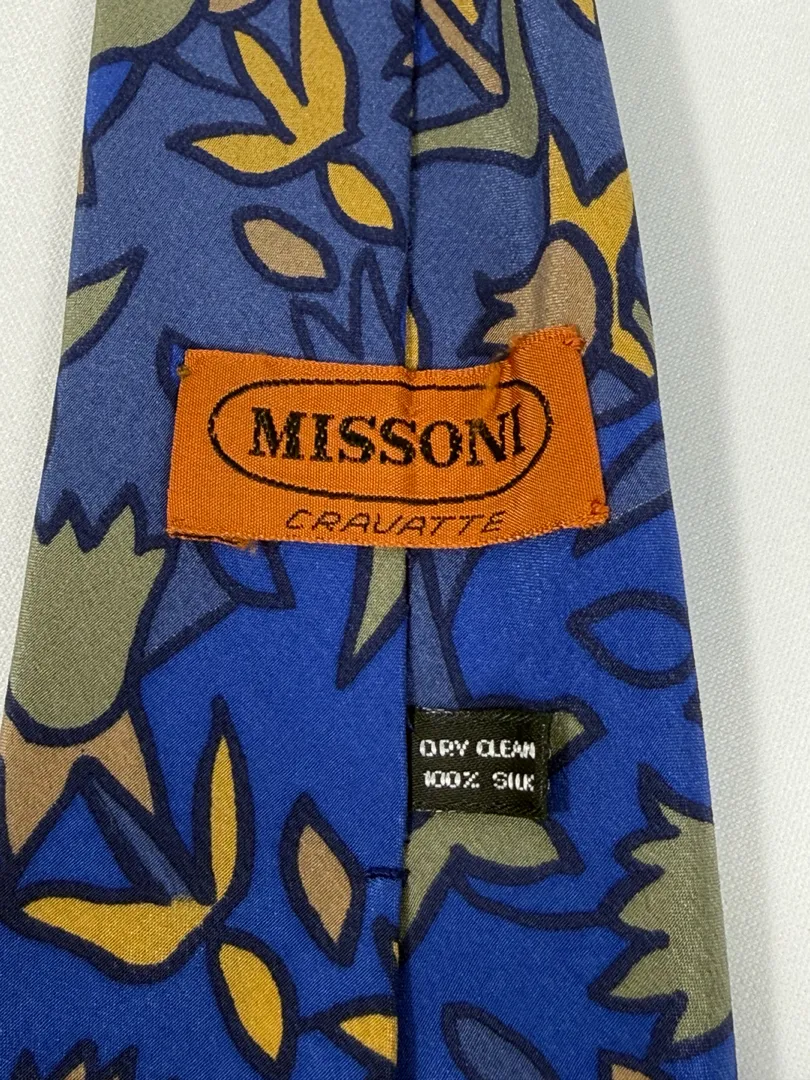 MISSONI
CRAVATTE
DRY CLEAN
100% SILK